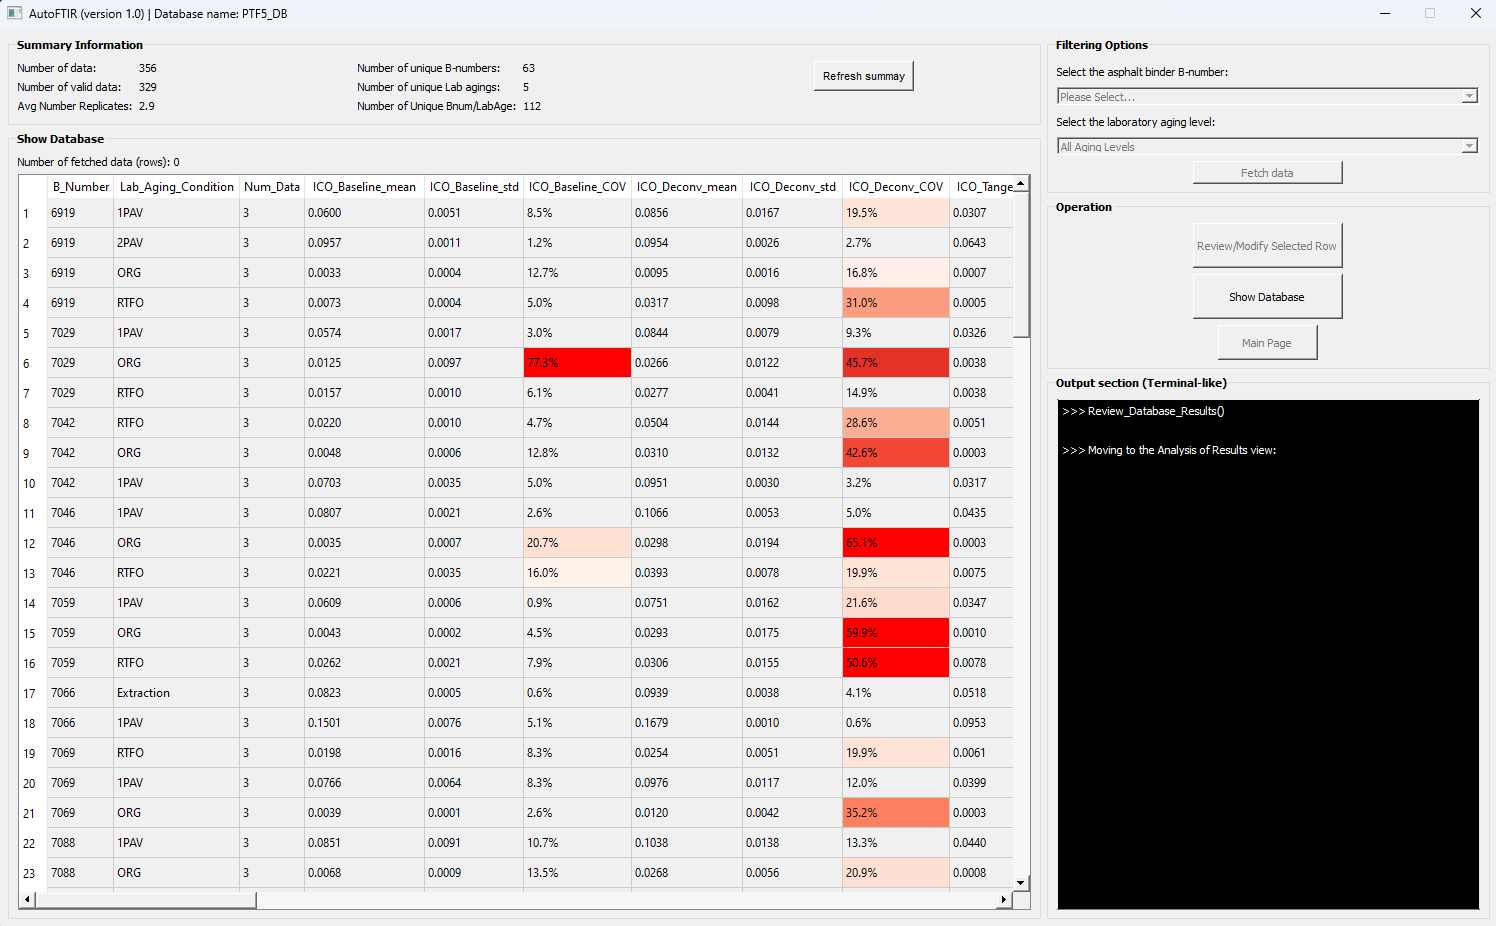 AutoFTIR (version 1.0) | Database name: PTF5_DB
Summary Information
Number of data: 356
Number of valid data: 329
Avg Number Replicates: 2.9
Number of unique B-numbers: 63
Number of unique Lab agings: 5
Number of Unique Bnum/LabAge: 112
Refresh summay
Show Database
Number of fetched data (rows): 0
B_Number Lab_Aging_Condition Num_Data ICO_Baseline_mean ICO_Baseline_std ICO_Baseline_COV ICO_Deconv_mean ICO_Deconv_std ICO_Deconv_COV ICO_Tange
1 6919 1PAV 3 0.0600 0.0051 8.5% 0.0856 0.0167 19.5% 0.0307
2 6919 2PAV 3 0.0957 0.0011 1.2% 0.0954 0.0026 2.7% 0.0643
3 6919 ORG 3 0.0033 0.0004 12.7% 0.0095 0.0016 16.8% 0.0007
4 6919 RTFO 3 0.0073 0.0004 5.0% 0.0317 0.0098 31.0% 0.0005
5 7029 1PAV 3 0.0574 0.0017 3.0% 0.0844 0.0079 9.3% 0.0326
6 7029 ORG 3 0.0125 0.0097 77.3% 0.0266 0.0122 45.7% 0.0038
7 7029 RTFO 3 0.0157 0.0010 6.1% 0.0277 0.0041 14.9% 0.0038
8 7042 RTFO 3 0.0220 0.0010 4.7% 0.0504 0.0144 28.6% 0.0051
9 7042 ORG 3 0.0048 0.0006 12.8% 0.0310 0.0132 42.6% 0.0003
10 7042 1PAV 3 0.0703 0.0035 5.0% 0.0951 0.0030 3.2% 0.0317
11 7046 1PAV 3 0.0807 0.0021 2.6% 0.1066 0.0053 5.0% 0.0435
12 7046 ORG 3 0.0035 0.0007 20.7% 0.0298 0.0194 65.1% 0.0003
13 7046 RTFO 3 0.0221 0.0035 16.0% 0.0393 0.0078 19.9% 0.0075
14 7059 1PAV 3 0.0609 0.0006 0.9% 0.0751 0.0162 21.6% 0.0347
15 7059 ORG 3 0.0043 0.0002 4.5% 0.0293 0.0175 59.9% 0.0010
16 7059 RTFO 3 0.0262 0.0021 7.9% 0.0306 0.0155 50.6% 0.0078
17 7066 Extraction 3 0.0823 0.0005 0.6% 0.0939 0.0038 4.1% 0.0518
18 7066 1PAV 3 0.1501 0.0076 5.1% 0.1679 0.0010 0.6% 0.0953
19 7069 RTFO 3 0.0198 0.0016 8.3% 0.0254 0.0051 19.9% 0.0061
20 7069 1PAV 3 0.0766 0.0064 8.3% 0.0976 0.0117 12.0% 0.0399
21 7069 ORG 3 0.0039 0.0001 2.6% 0.0120 0.0042 35.2% 0.0003
22 7088 1PAV 3 0.0851 0.0091 10.7% 0.1038 0.0138 13.3% 0.0440
23 7088 ORG 3 0.0068 0.0009 13.5% 0.0268 0.0056 20.9% 0.0008
Filtering Options
Select the asphalt binder B-number:
Please Select...
Select the laboratory aging level:
All Aging Levels
Fetch data
Operation
Review/Modify Selected Row
Show Database
Main Page
Output section (Terminal-like)
>>> Review_Database_Results()
>>> Moving to the Analysis of Results view: